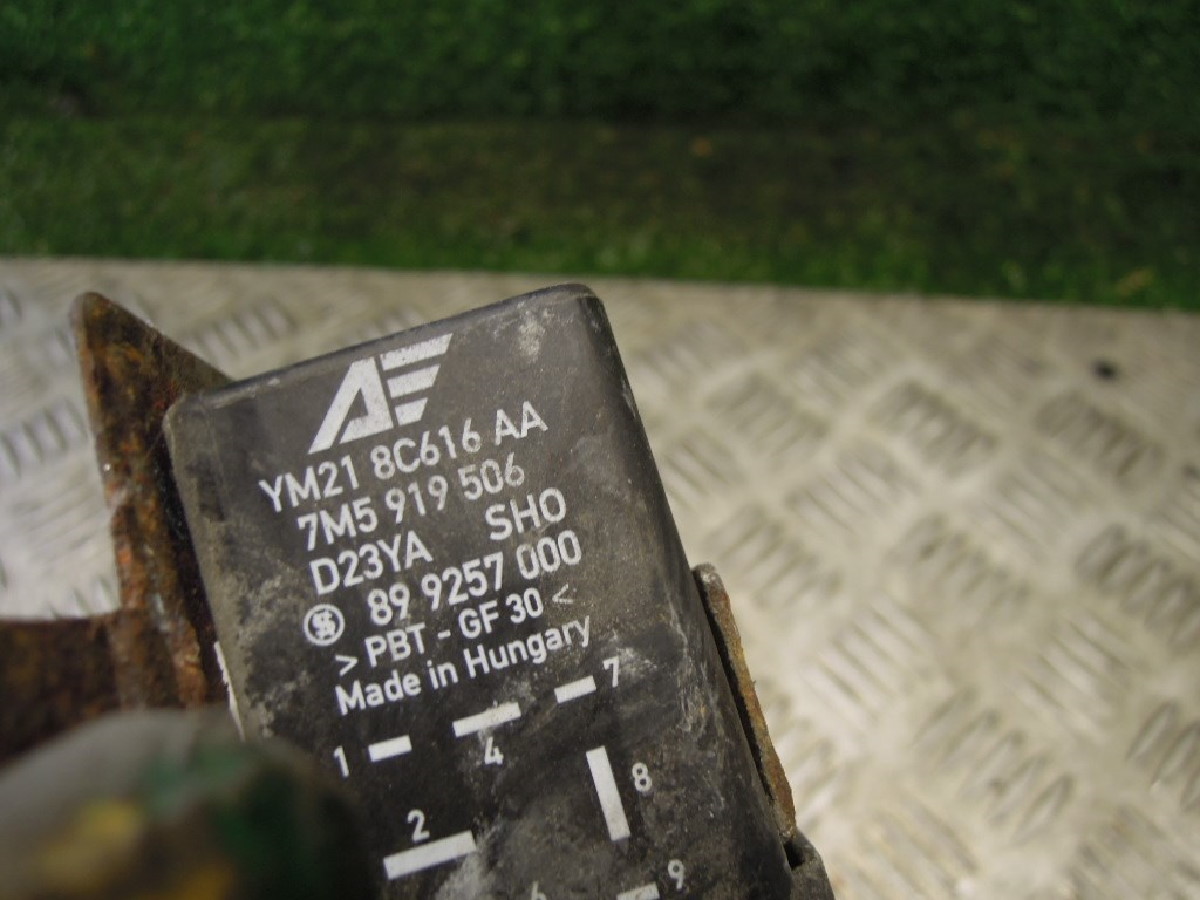 AE
YM21 8C616 AA
7M5 919 506
D23YA SHO
S 89 9257 000
> PBT - GF 30 <
Made in Hungary
7
1
4
8
2
9